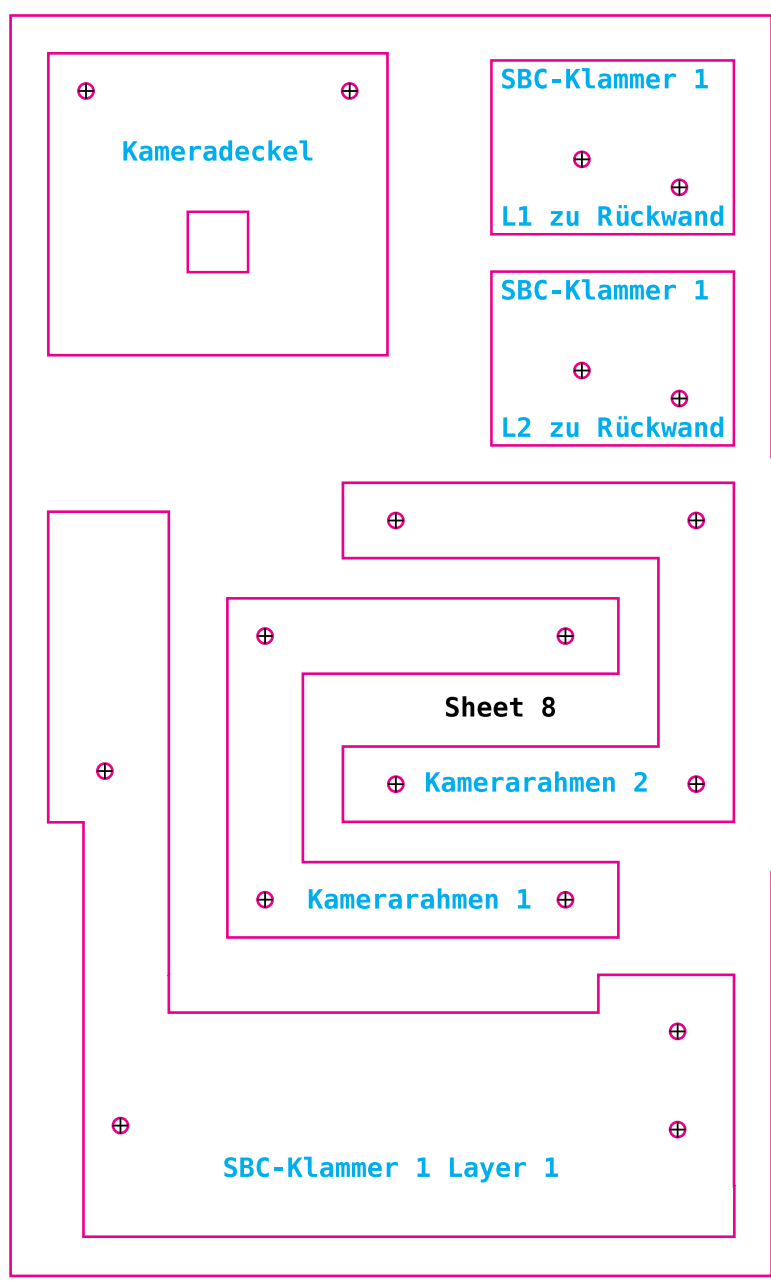 SBC-Klammer 1
Kameradeckel
L1 zu Rückwand
SBC-Klammer 1
L2 zu Rückwand
Sheet 8
Kamerarahmen 2
Kamerarahmen 1
SBC-Klammer 1 Layer 1